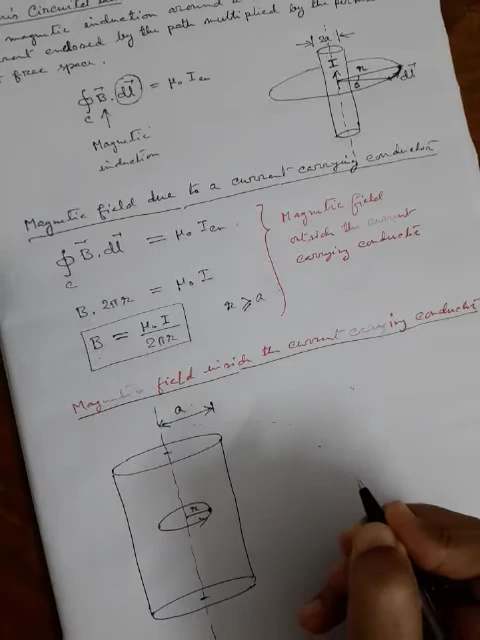 Circuital
magnetic induction around a
enclosed by the path multiplied by the
free space.
∮ B⃗ . dl⃗ = μ₀ Ien
C
Magnetic
induction
2a
I
r
o
dl⃗
Magnetic field due to a current carrying conductor
∮ B⃗ . dl⃗ = μ₀ Ien
C
B. 2πr = μ₀ I
B = μ₀ I / 2πr
r ⩾ a
Magnetic field
outside the current
carrying conductor
Magnetic field inside the current carrying conductor
a
r